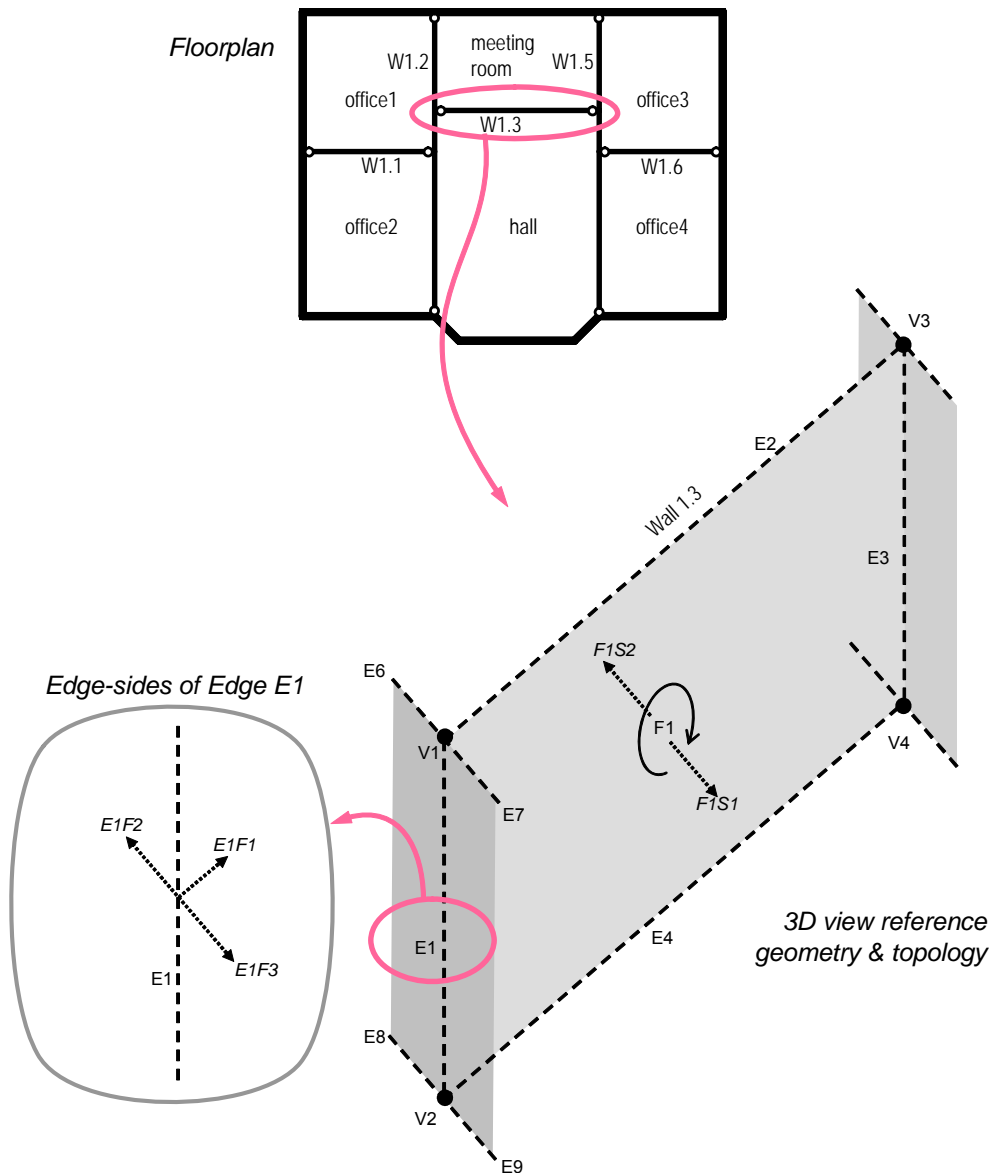 Floorplan
meeting
room
W1.2
W1.5
office1
office3
W1.3
W1.1
W1.6
office2
hall
office4
V3
E2
Wall 1.3
E3
F1S2
E6
Edge-sides of Edge E1
F1
V4
V1
F1S1
E7
E1F2
E1F1
3D view reference
geometry & topology
E4
E1
E1F3
E1
E8
V2
E9